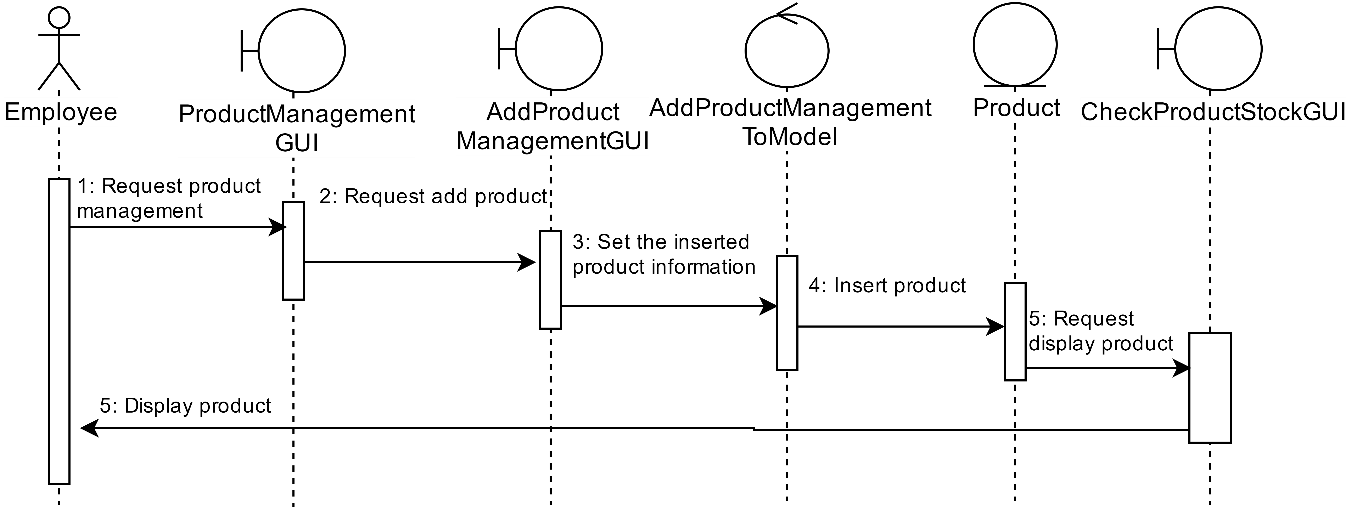 Employee
ProductManagement
GUI
AddProduct
ManagementGUI
AddProductManagement
ToModel
Product
CheckProductStockGUI
1: Request product
management
2: Request add product
3: Set the inserted
product information
4: Insert product
5: Request
display product
5: Display product